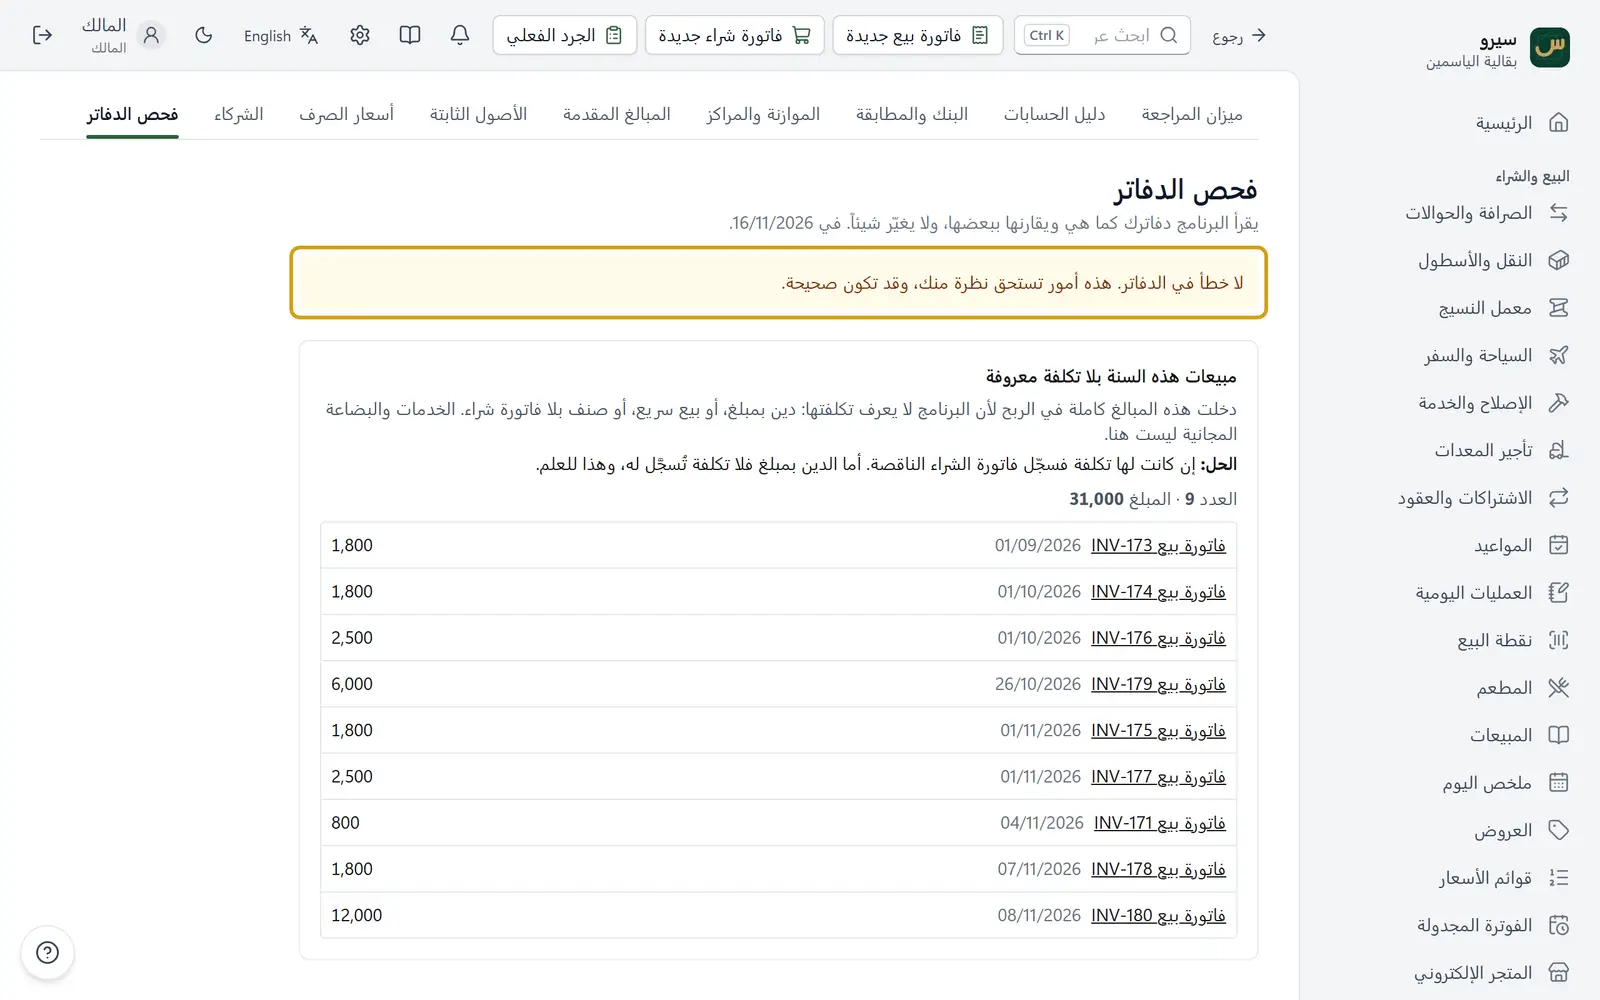 سيرو
بقالية الياسمين
رجوع
ابحث عر
Ctrl K
فاتورة بيع جديدة
فاتورة شراء جديدة
الجرد الفعلي
English
المالك
المالك
الرئيسية
البيع والشراء
الصرافة والحوالات
النقل والأسطول
معمل النسيج
السياحة والسفر
الإصلاح والخدمة
تأجير المعدات
الاشتراكات والعقود
المواعيد
العمليات اليومية
نقطة البيع
المطعم
المبيعات
ملخص اليوم
العروض
قوائم الأسعار
الفوترة المجدولة
المتجر الإلكتروني
ميزان المراجعة
دليل الحسابات
البنك والمطابقة
الموازنة والمراكز
المبالغ المقدمة
الأصول الثابتة
أسعار الصرف
الشركاء
فحص الدفاتر
فحص الدفاتر
يقرأ البرنامج دفاترك كما هي ويقارنها ببعضها، ولا يغيّر شيئاً. في 16/11/2026.
لا خطأ في الدفاتر. هذه أمور تستحق نظرة منك، وقد تكون صحيحة.
مبيعات هذه السنة بلا تكلفة معروفة
دخلت هذه المبالغ كاملة في الربح لأن البرنامج لا يعرف تكلفتها: دين بمبلغ، أو بيع سريع، أو صنف بلا فاتورة شراء. الخدمات والبضاعة
المجانية ليست هنا.
الحل: إن كانت لها تكلفة فسجّل فاتورة الشراء الناقصة. أما الدين بمبلغ فلا تكلفة تُسجَّل له، وهذا للعلم.
العدد 9 · المبلغ 31,000
فاتورة بيع INV-173 01/09/2026 1,800
فاتورة بيع INV-174 01/10/2026 1,800
فاتورة بيع INV-176 01/10/2026 2,500
فاتورة بيع INV-179 26/10/2026 6,000
فاتورة بيع INV-175 01/11/2026 1,800
فاتورة بيع INV-177 01/11/2026 2,500
فاتورة بيع INV-171 04/11/2026 800
فاتورة بيع INV-178 07/11/2026 1,800
فاتورة بيع INV-180 08/11/2026 12,000